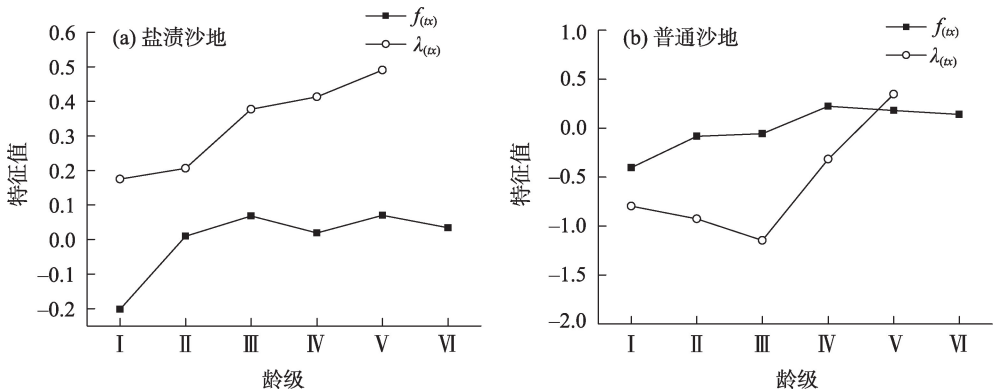 (a) 盐渍沙地
f(tx)
λ(tx)
0.6
0.5
0.4
0.3
0.2
0.1
0.0
–0.1
–0.2
特征值
Ⅰ Ⅱ Ⅲ Ⅳ Ⅴ Ⅵ
龄级
(b) 普通沙地
f(tx)
λ(tx)
1.0
0.5
0.0
–0.5
–1.0
–1.5
–2.0
特征值
Ⅰ Ⅱ Ⅲ Ⅳ Ⅴ Ⅵ
龄级